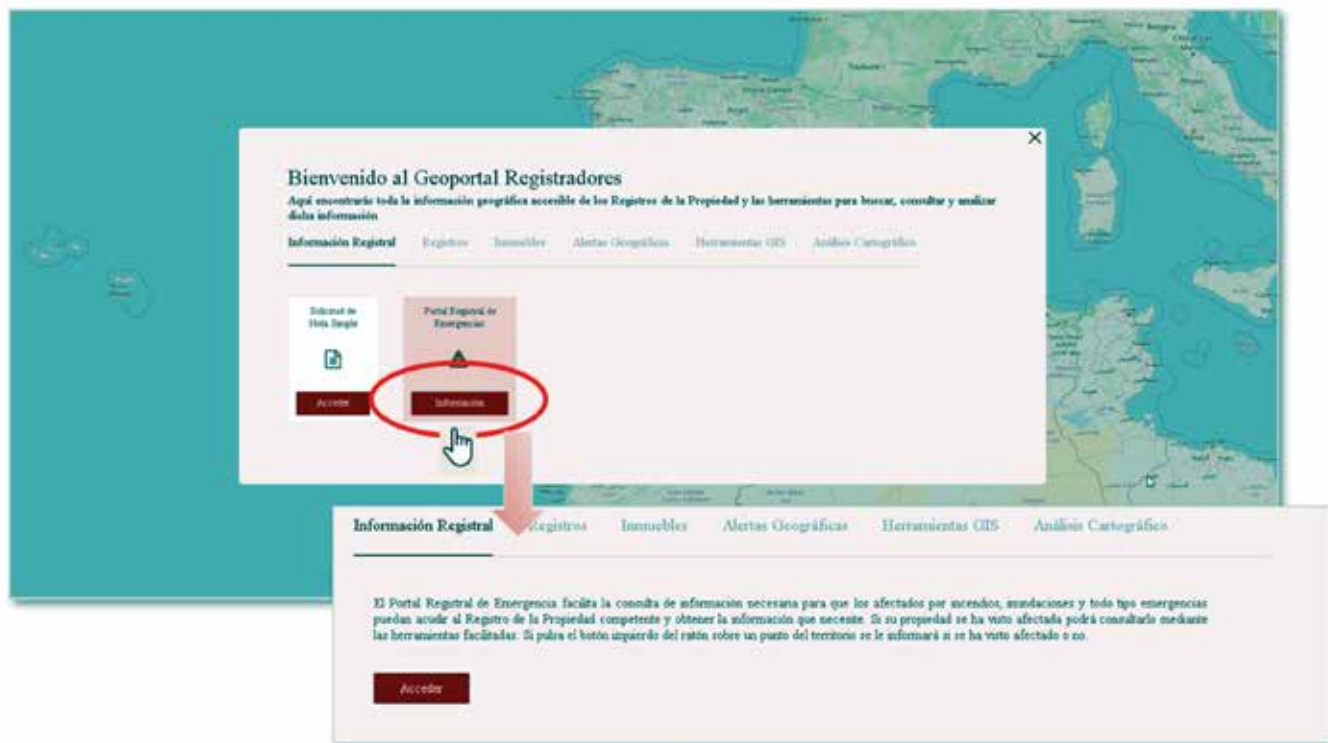 Bienvenido al Geoportal Registradores
Aquí encontrarás toda la información geográfica accesible de los Registros de la Propiedad y las herramientas para buscar, consultar y analizar
dicha información
Información Registral Registros Inmuebles Alertas Geográficas Herramientas GIS Análisis Cartográfico
Solicitud de
Nota Simple
Portal Registral de
Emergencias
Acceder Información
Información Registral Registros Inmuebles Alertas Geográficas Herramientas GIS Análisis Cartográfico
El Portal Registral de Emergencia facilita la consulta de información necesaria para que los afectados por incendios, inundaciones y todo tipo emergencias
puedan acudir al Registro de la Propiedad competente y obtener la información que necesite. Si su propiedad se ha visto afectada podrá consultarlo mediante
las herramientas facilitadas. Si pulsa el botón izquierdo del ratón sobre un punto del territorio se le informará si se ha visto afectado o no.
Acceder